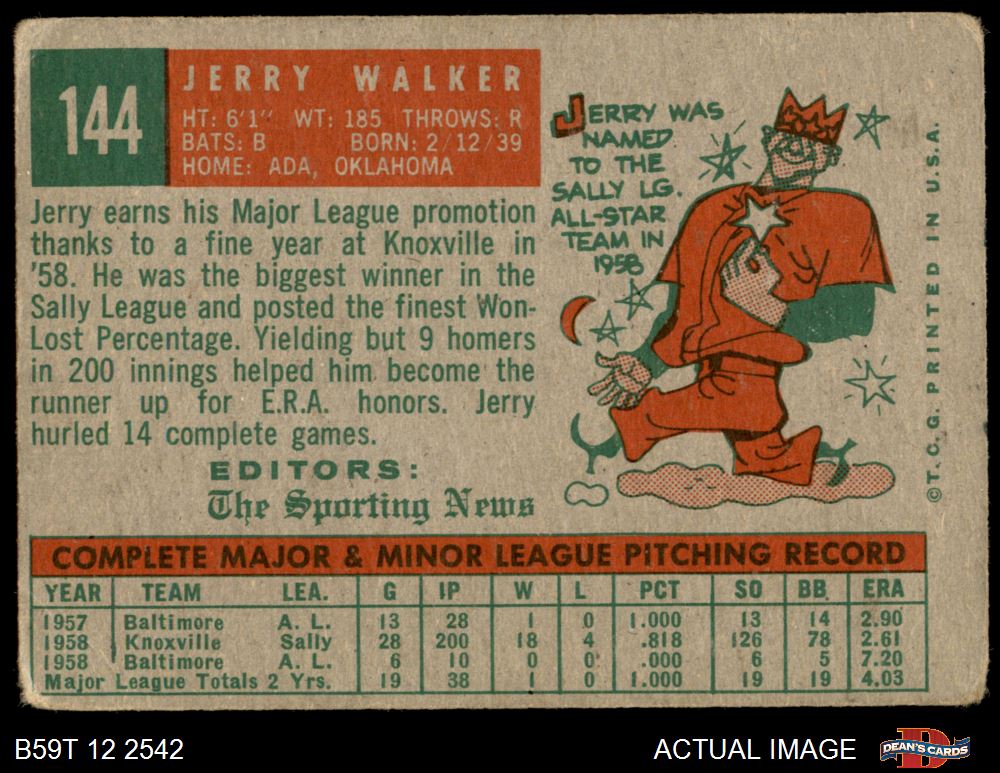 144
JERRY WALKER
HT: 6'1" WT: 185 THROWS: R
BATS: B BORN: 2/12/39
HOME: ADA, OKLAHOMA
Jerry earns his Major League promotion
thanks to a fine year at Knoxville in
'58. He was the biggest winner in the
Sally League and posted the finest Won-
Lost Percentage. Yielding but 9 homers
in 200 innings helped him become the
runner up for E.R.A. honors. Jerry
hurled 14 complete games.
EDITORS:
The Sporting News
JERRY WAS
NAMED
TO THE
SALLY LG.
ALL-STAR
TEAM IN
1958
©T.C.G. PRINTED IN U.S.A.
COMPLETE MAJOR & MINOR LEAGUE PITCHING RECORD
YEAR TEAM LEA. G IP W L PCT SO BB ERA
1957 Baltimore A. L. 13 28 1 0 1.000 13 14 2.90
1958 Knoxville Sally 28 200 18 4 .818 126 78 2.61
1958 Baltimore A. L. 6 10 0 0 .000 6 5 7.20
Major League Totals 2 Yrs. 19 38 1 0 1.000 19 19 4.03
B59T 12 2542
ACTUAL IMAGE
DEAN'S CARDS